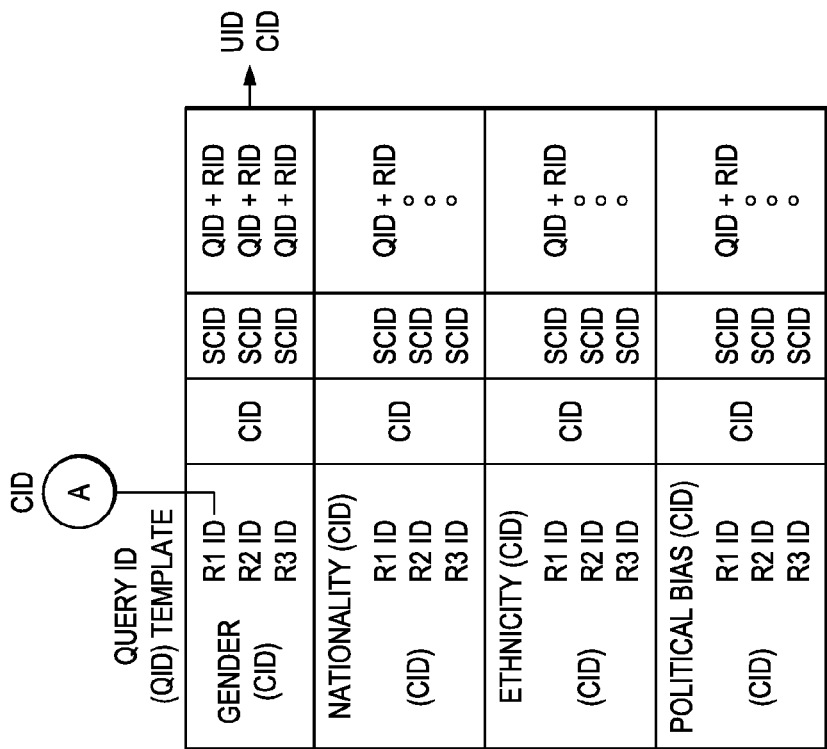 CID
A
QUERY ID
(QID) TEMPLATE
UID
CID
GENDER
(CID)
R1 ID
R2 ID
R3 ID
CID
SCID
SCID
SCID
QID + RID
QID + RID
QID + RID
NATIONALITY (CID)
(CID)
R1 ID
R2 ID
R3 ID
CID
SCID
SCID
SCID
QID + RID
ETHNICITY (CID)
(CID)
R1 ID
R2 ID
R3 ID
CID
SCID
SCID
SCID
QID + RID
POLITICAL BIAS (CID)
(CID)
R1 ID
R2 ID
R3 ID
CID
SCID
SCID
SCID
QID + RID